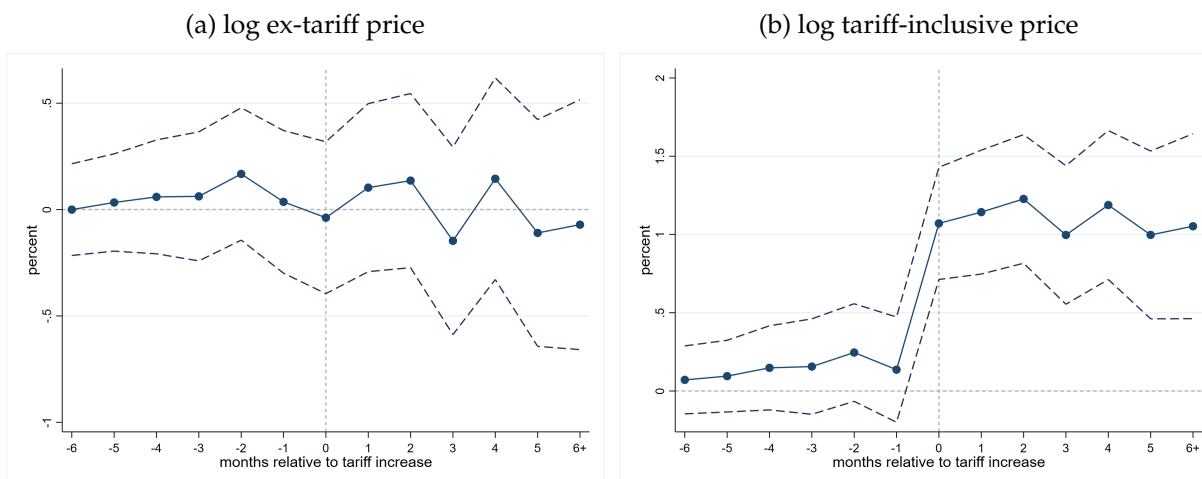 (a) log ex-tariff price
percent
.5
0
-.5
-1
-6 -5 -4 -3 -2 -1 0 1 2 3 4 5 6+
months relative to tariff increase
(b) log tariff-inclusive price
percent
2
1.5
1
.5
0
-6 -5 -4 -3 -2 -1 0 1 2 3 4 5 6+
months relative to tariff increase